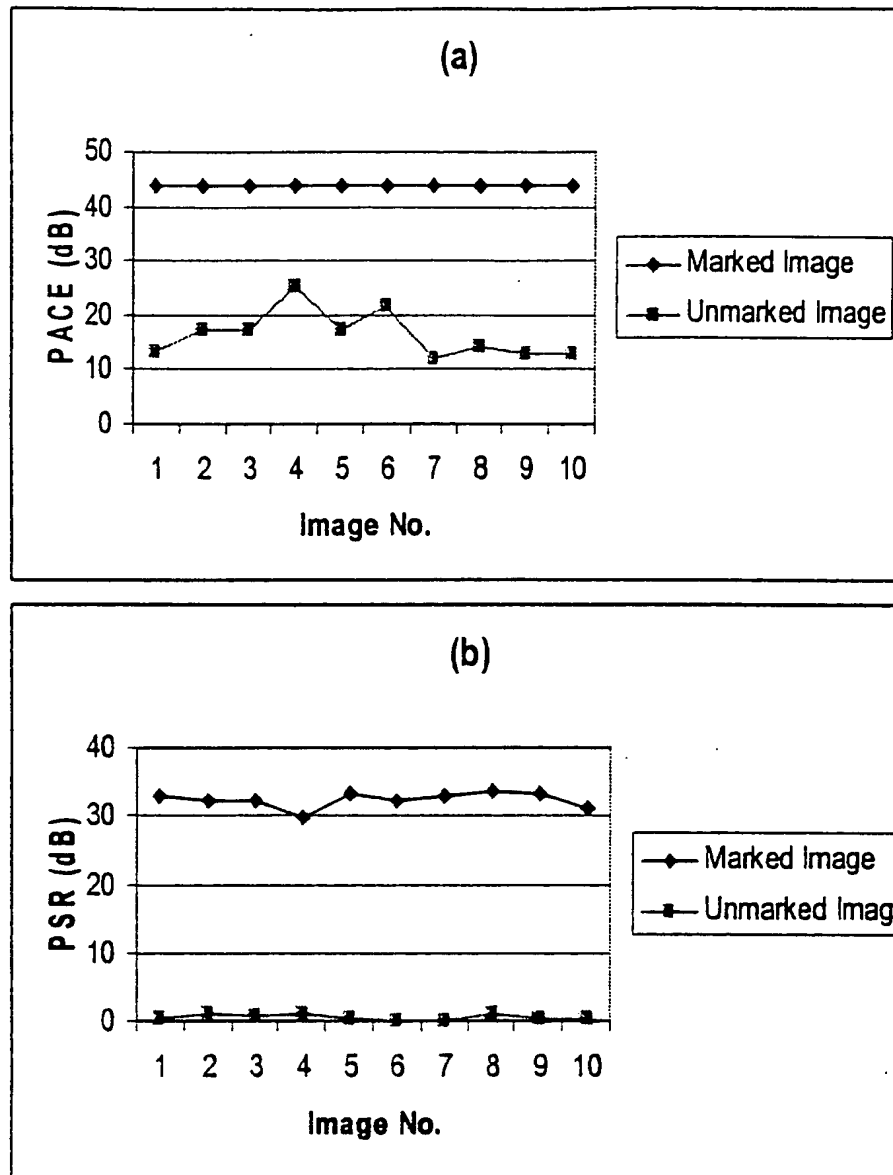 (a)
PACE (dB)
50
40
30
20
10
0
1 2 3 4 5 6 7 8 9 10
Image No.
Marked Image
Unmarked Image
(b)
PSR (dB)
40
30
20
10
0
1 2 3 4 5 6 7 8 9 10
Image No.
Marked Image
Unmarked Imag